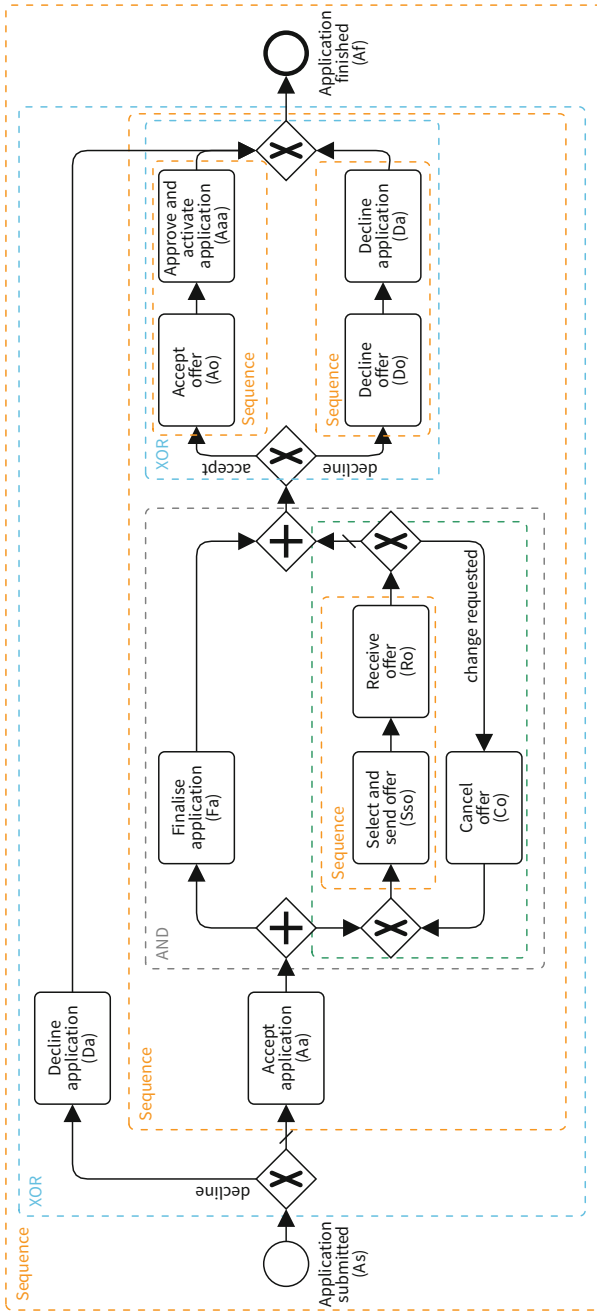 Sequence
XOR
Application
submitted
(As)
decline
Decline
application
(Da)
Sequence
Accept
application
(Aa)
AND
Finalise
application
(Fa)
Sequence
Select and
send offer
(Sso)
Receive
offer
(Ro)
Cancel
offer
(Co)
change requested
XOR
accept
decline
Sequence
Accept
offer
(Ao)
Approve and
activate
application
(Aaa)
Sequence
Decline
offer
(Do)
Decline
application
(Da)
Application
finished
(Af)